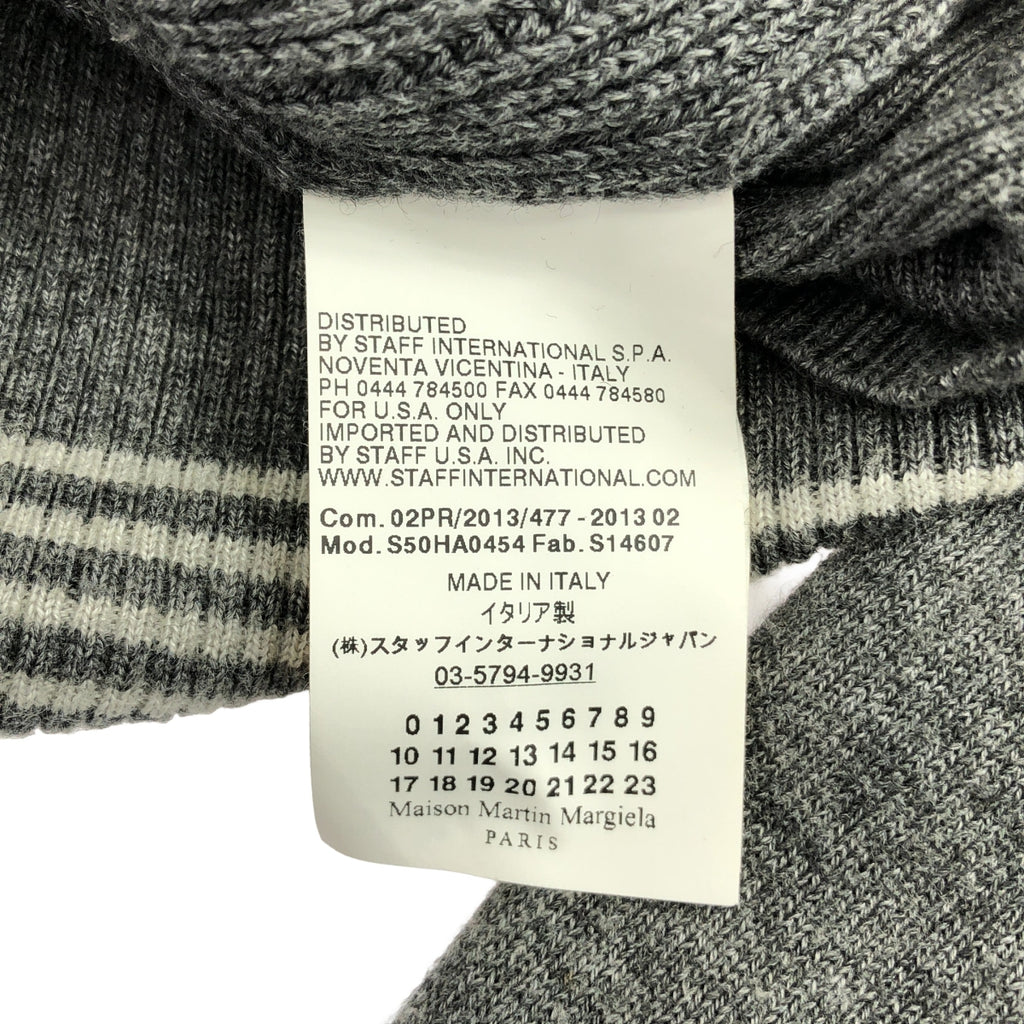 DISTRIBUTED
BY STAFF INTERNATIONAL S.P.A.
NOVENTA VICENTINA - ITALY
PH 0444 784500 FAX 0444 784580
FOR U.S.A. ONLY
IMPORTED AND DISTRIBUTED
BY STAFF U.S.A. INC.
WWW.STAFFINTERNATIONAL.COM
Com. 02PR/2013/477 - 2013 02
Mod. S50HA0454 Fab. S14607
MADE IN ITALY
イタリア製
(株)スタッフインターナショナルジャパン
03-5794-9931
0 1 2 3 4 5 6 7 8 9
10 11 12 13 14 15 16
17 18 19 20 21 22 23
Maison Martin Margiela
PARIS